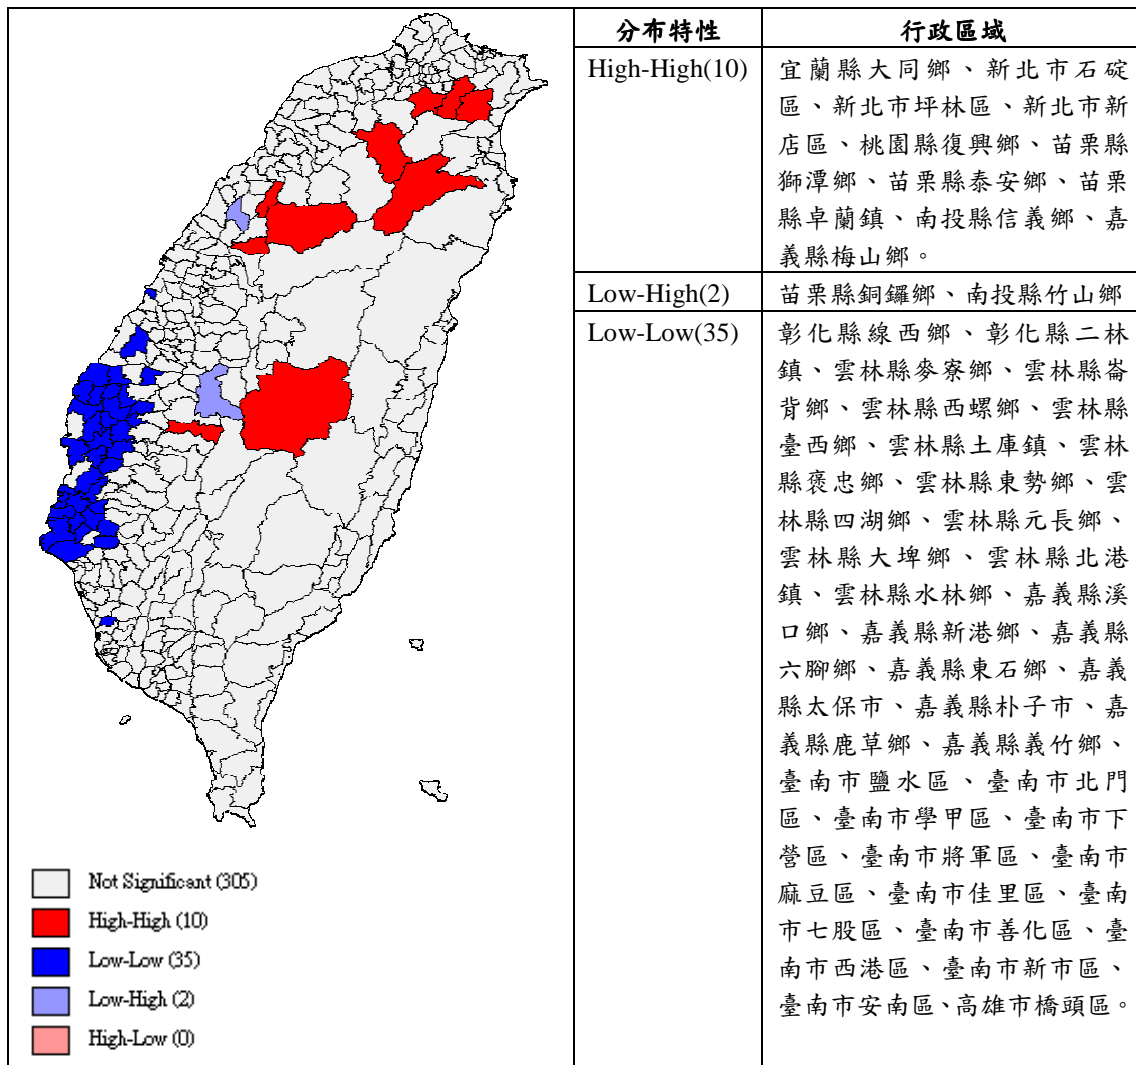 分布特性
行政區域
High-High(10)
宜蘭縣大同鄉、新北市石碇
區、新北市坪林區、新北市新
店區、桃園縣復興鄉、苗栗縣
獅潭鄉、苗栗縣泰安鄉、苗栗
縣卓蘭鎮、南投縣信義鄉、嘉
義縣梅山鄉。
Low-High(2)
苗栗縣銅鑼鄉、南投縣竹山鄉
Low-Low(35)
彰化縣線西鄉、彰化縣二林
鎮、雲林縣麥寮鄉、雲林縣崙
背鄉、雲林縣西螺鄉、雲林縣
臺西鄉、雲林縣土庫鎮、雲林
縣褒忠鄉、雲林縣東勢鄉、雲
林縣四湖鄉、雲林縣元長鄉、
雲林縣大埤鄉、雲林縣北港
鎮、雲林縣水林鄉、嘉義縣溪
口鄉、嘉義縣新港鄉、嘉義縣
六腳鄉、嘉義縣東石鄉、嘉義
縣太保市、嘉義縣朴子市、嘉
義縣鹿草鄉、嘉義縣義竹鄉、
臺南市鹽水區、臺南市北門
區、臺南市學甲區、臺南市下
營區、臺南市將軍區、臺南市
麻豆區、臺南市佳里區、臺南
市七股區、臺南市善化區、臺
南市西港區、臺南市新市區、
臺南市安南區、高雄市橋頭區。
Not Significant (305)
High-High (10)
Low-Low (35)
Low-High (2)
High-Low (0)